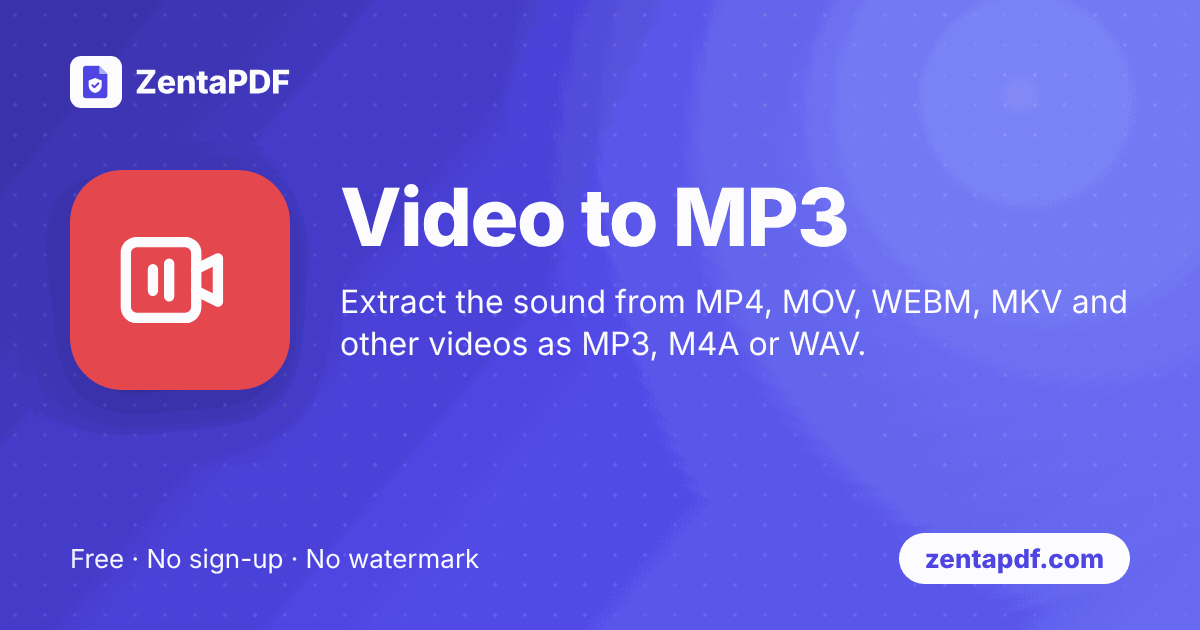 ZentaPDF
Video to MP3
Extract the sound from MP4, MOV, WEBM, MKV and
other videos as MP3, M4A or WAV.
Free · No sign-up · No watermark
zentapdf.com